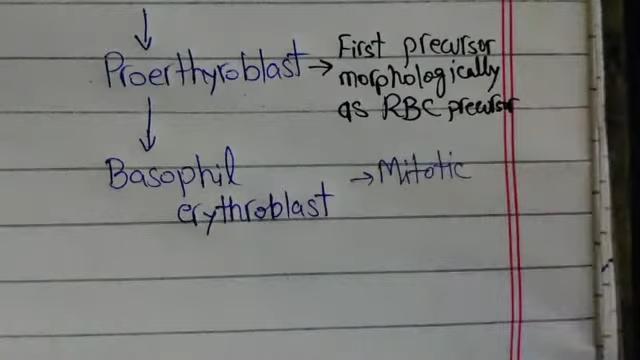 Proerthyroblast → First precursor
morphologically
as RBC precursor
Basophil
erythroblast
→ Mitotic